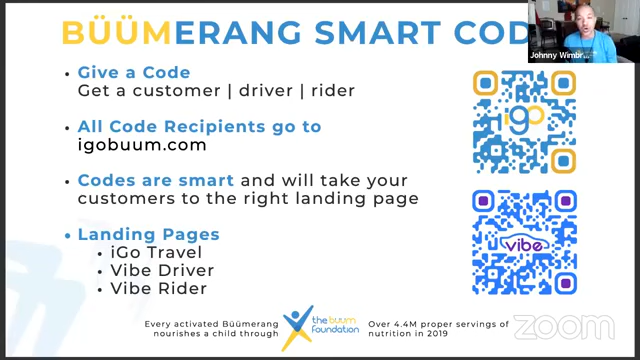 BÜÜMERANG SMART COD
Johnny Wimbr...
• Give a Code
Get a customer | driver | rider
• All Code Recipients go to
igobuum.com
• Codes are smart and will take your
customers to the right landing page
• Landing Pages
• iGo Travel
• Vibe Driver
• Vibe Rider
igo
vibe
Every activated Büümerang
nourishes a child through
the büüm
foundation
Over 4.4M proper servings of
nutrition in 2019
zoom